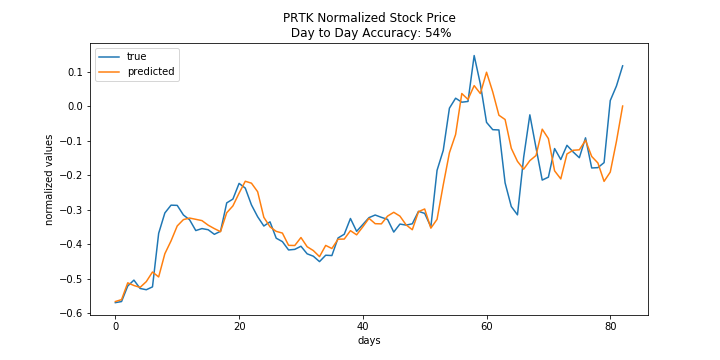 PRTK Normalized Stock Price
Day to Day Accuracy: 54%
true
predicted
normalized values
0.1
0.0
−0.1
−0.2
−0.3
−0.4
−0.5
−0.6
0
20
40
60
80
days